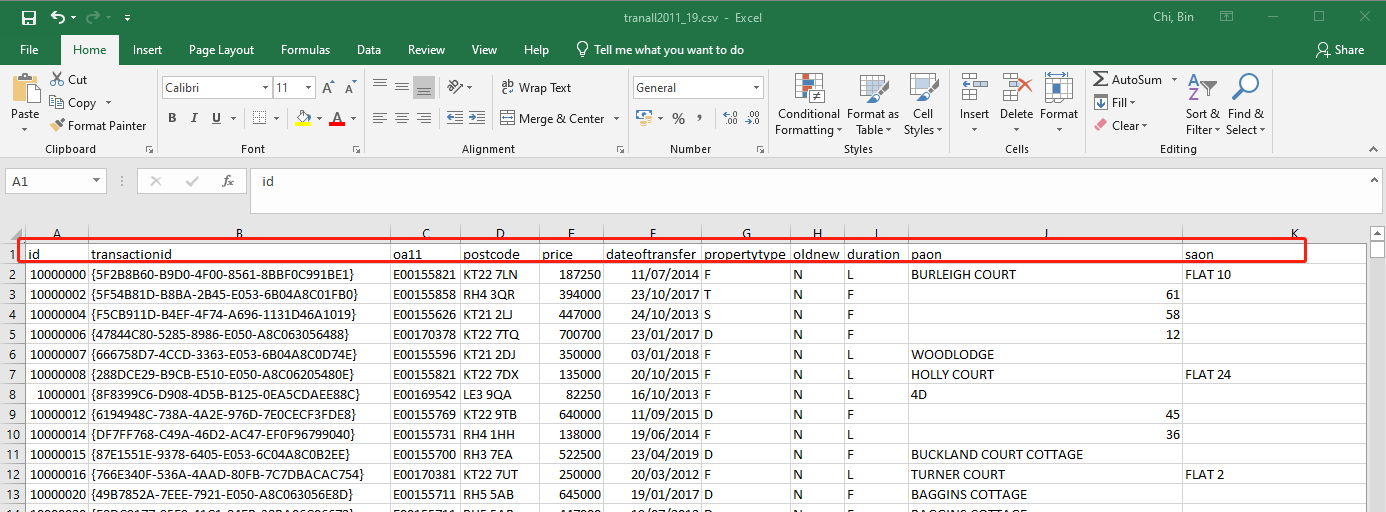 tranall2011_19.csv - Excel
Chi, Bin
File Home Insert Page Layout Formulas Data Review View Help Tell me what you want to do Share
Paste Cut Copy Format Painter Clipboard
Calibri 11 B I U Font
Wrap Text Merge & Center Alignment
General % Number
Conditional Formatting Format as Table Cell Styles Styles
Insert Delete Format Cells
AutoSum Fill Clear Sort & Filter Find & Select Editing
A1 fx id
A B C D E F G H I J K
1 id transactionid oa11 postcode price dateoftransfer propertytype oldnew duration paon saon
2 10000000 {5F2B8B60-B9D0-4F00-8561-8BBF0C991BE1} E00155821 KT22 7LN 187250 11/07/2014 F N L BURLEIGH COURT FLAT 10
3 10000002 {5F54B81D-B8BA-2B45-E053-6B04A8C01FB0} E00155858 RH4 3QR 394000 23/10/2017 T N F 61
4 10000004 {F5CB911D-B4EF-4F74-A696-1131D46A1019} E00155626 KT21 2LJ 447000 24/10/2013 S N F 58
5 10000006 {47844C80-5285-8986-E050-A8C063056488} E00170378 KT22 7TQ 700700 23/01/2017 D N F 12
6 10000007 {666758D7-4CCD-3363-E053-6B04A8C0D74E} E00155596 KT21 2DJ 350000 03/01/2018 F N L WOODLODGE
7 10000008 {288DCE29-B9CB-E510-E050-A8C06205480E} E00155821 KT22 7DX 135000 20/10/2015 F N L HOLLY COURT FLAT 24
8 1000001 {8F8399C6-D908-4D5B-B125-0EA5CDAEE88C} E00169542 LE3 9QA 82250 16/10/2013 F N L 4D
9 10000012 {6194948C-738A-4A2E-976D-7E0CECF3FDE8} E00155769 KT22 9TB 640000 11/09/2015 D N F 45
10 10000014 {DF7FF768-C49A-46D2-AC47-EF0F96799040} E00155731 RH4 1HH 138000 19/06/2014 F N L 36
11 10000015 {87E1551E-9378-6405-E053-6C04A8C0B2EE} E00155700 RH3 7EA 522500 23/04/2019 D N F BUCKLAND COURT COTTAGE
12 10000016 {766E340F-536A-4AAD-80FB-7C7DBACAC754} E00170381 KT22 7UT 250000 20/03/2012 F N L TURNER COURT FLAT 2
13 10000020 {49B7852A-7EEE-7921-E050-A8C063056E8D} E00155711 RH5 5AB 645000 19/01/2017 D N F BAGGINS COTTAGE